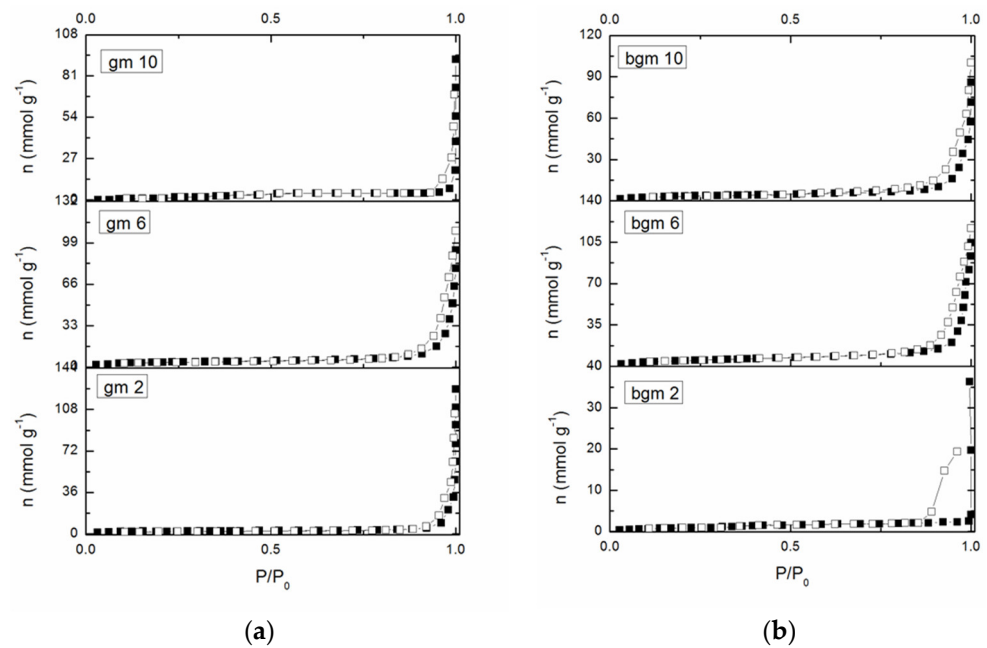 0.0 0.5 1.0
108
81
54
27
132
gm 10
n (mmol g⁻¹)
99
66
33
gm 6
n (mmol g⁻¹)
108
72
36
0
gm 2
n (mmol g⁻¹)
0.0 0.5 1.0
P/P₀
(a)
0.0 0.5 1.0
120
90
60
30
140
bgm 10
n (mmol g⁻¹)
105
70
35
40
bgm 6
n (mmol g⁻¹)
30
20
10
0
bgm 2
n (mmol g⁻¹)
0.0 0.5 1.0
P/P₀
(b)